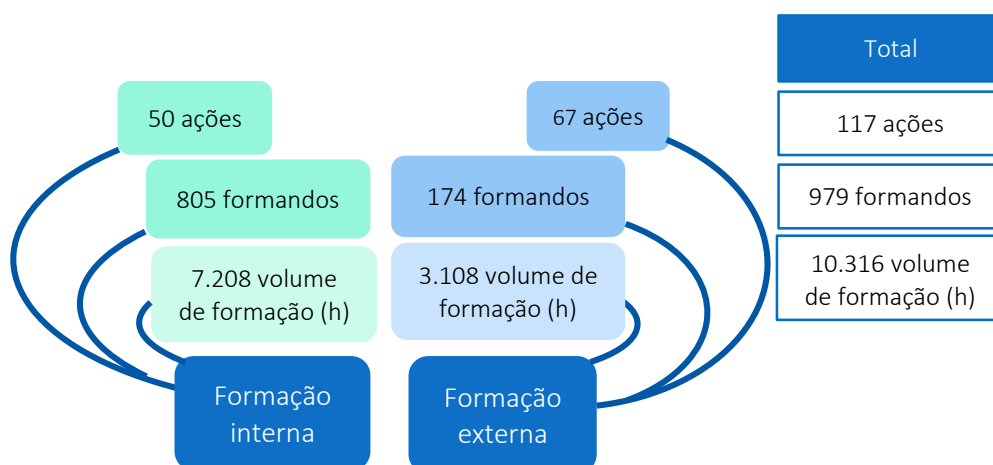 50 ações
805 formandos
7.208 volume
de formação (h)
Formação
interna
67 ações
174 formandos
3.108 volume de
formação (h)
Formação
externa
Total
117 ações
979 formandos
10.316 volume
de formação (h)